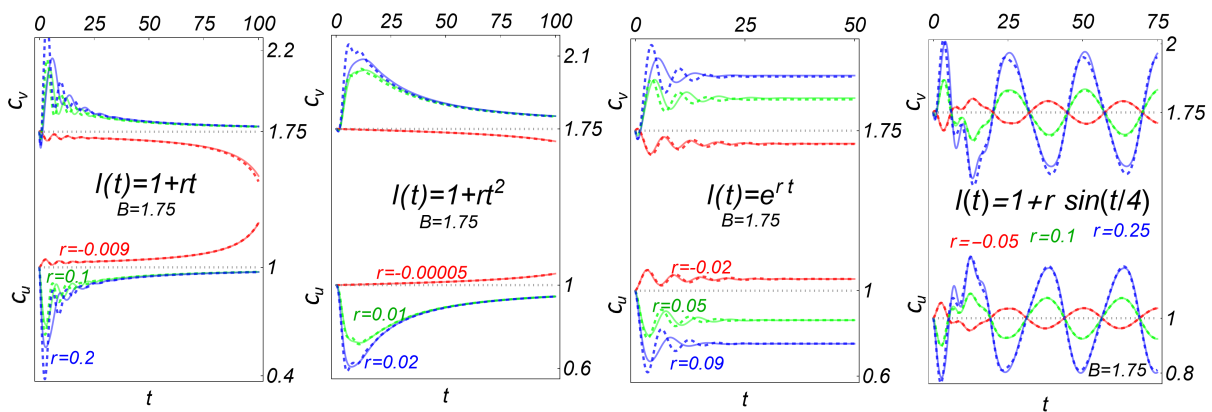 0 25 50 75 100
2.2
c_v
1.75
l(t)=1+rt
B=1.75
r=-0.009
1
r=0.1
c_u
r=0.2
0.4
t
0 25 50 75 100
2.1
c_v
1.75
l(t)=1+rt²
B=1.75
r=-0.00005
1
c_u
r=0.01
r=0.02
0.6
t
0 25 50
c_v
1.75
l(t)=e^{r t}
B=1.75
r=-0.02
1
r=0.05
c_u
r=0.09
0.6
t
0 25 50 75
2
c_v
1.75
l(t)=1+r sin(t/4)
r=-0.05 r=0.1 r=0.25
c_u
1
B=1.75
0.8
t